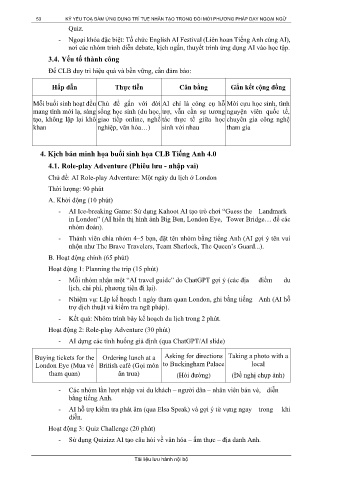 53 KỶ YẾU TỌA ĐÀM ỨNG DỤNG TRÍ TUỆ NHÂN TẠO TRONG ĐỔI MỚI PHƯƠNG PHÁP DẠY NGOẠI NGỮ
Quiz.
- Ngoại khóa đặc biệt: Tổ chức English AI Festival (Liên hoan Tiếng Anh cùng AI),
nơi các nhóm trình diễn debate, kịch ngắn, thuyết trình ứng dụng AI vào học tập.
3.4. Yếu tố thành công
Để CLB duy trì hiệu quả và bền vững, cần đảm bảo:
Hấp dẫn Thực tiễn Cân bằng Gắn kết cộng đồng
Mỗi buổi sinh hoạt đều Chủ đề gắn với đời AI chỉ là công cụ hỗ Mời cựu học sinh, tình
mang tính mới lạ, sáng sống học sinh (du học, trợ, vẫn cần sự tương nguyện viên quốc tế,
tạo, không lặp lại khô giao tiếp online, nghề tác thực tế giữa học chuyên gia công nghệ
khan nghiệp, văn hóa…) sinh với nhau tham gia
4. Kịch bản minh họa buổi sinh họa CLB Tiếng Anh 4.0
4.1. Role-play Adventure (Phiêu lưu - nhập vai)
Chủ đề: AI Role-play Adventure: Một ngày du lịch ở London
Thời lượng: 90 phút
A. Khởi động (10 phút)
- AI Ice-breaking Game: Sử dụng Kahoot AI tạo trò chơi “Guess the Landmark
in London” (AI hiển thị hình ảnh Big Ben, London Eye, Tower Bridge… để các
nhóm đoán).
- Thành viên chia nhóm 4–5 bạn, đặt tên nhóm bằng tiếng Anh (AI gợi ý tên vui
nhộn như The Brave Travelers, Team Sherlock, The Queen’s Guard...).
B. Hoạt động chính (65 phút)
Hoạt động 1: Planning the trip (15 phút)
- Mỗi nhóm nhận một “AI travel guide” do ChatGPT gợi ý (các địa điểm du
lịch, chi phí, phương tiện đi lại).
- Nhiệm vụ: Lập kế hoạch 1 ngày tham quan London, ghi bằng tiếng Anh (AI hỗ
trợ dịch thuật và kiểm tra ngữ pháp).
- Kết quả: Nhóm trình bày kế hoạch du lịch trong 2 phút.
Hoạt động 2: Role-play Adventure (30 phút)
- AI dựng các tình huống giả định (qua ChatGPT/AI slide)
Buying tickets for the Ordering lunch at a Asking for directions Taking a photo with a
London Eye (Mua vé British café (Gọi món to Buckingham Palace local
tham quan) ăn trưa) (Hỏi đường) (Đề nghị chụp ảnh)
- Các nhóm lần lượt nhập vai du khách – người dân – nhân viên bán vé, diễn
bằng tiếng Anh.
- AI hỗ trợ kiểm tra phát âm (qua Elsa Speak) và gợi ý từ vựng ngay trong khi
diễn.
Hoạt động 3: Quiz Challenge (20 phút)
- Sử dụng Quizizz AI tạo câu hỏi về văn hóa – ẩm thực – địa danh Anh.
Tài liệu lưu hành nội bộ